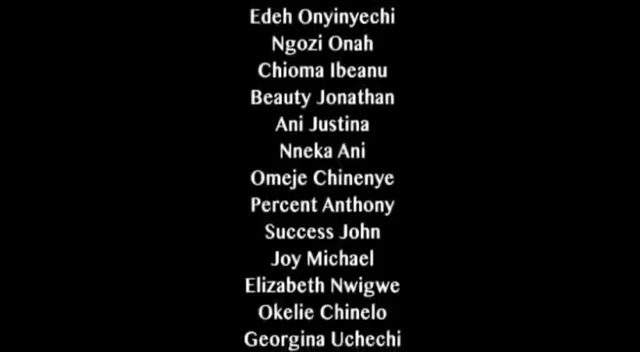 Edeh Onyinyechi
Ngozi Onah
Chioma Ibeanu
Beauty Jonathan
Ani Justina
Nneka Ani
Omeje Chinenye
Percent Anthony
Success John
Joy Michael
Elizabeth Nwigwe
Okelie Chinelo
Georgina Uchechi